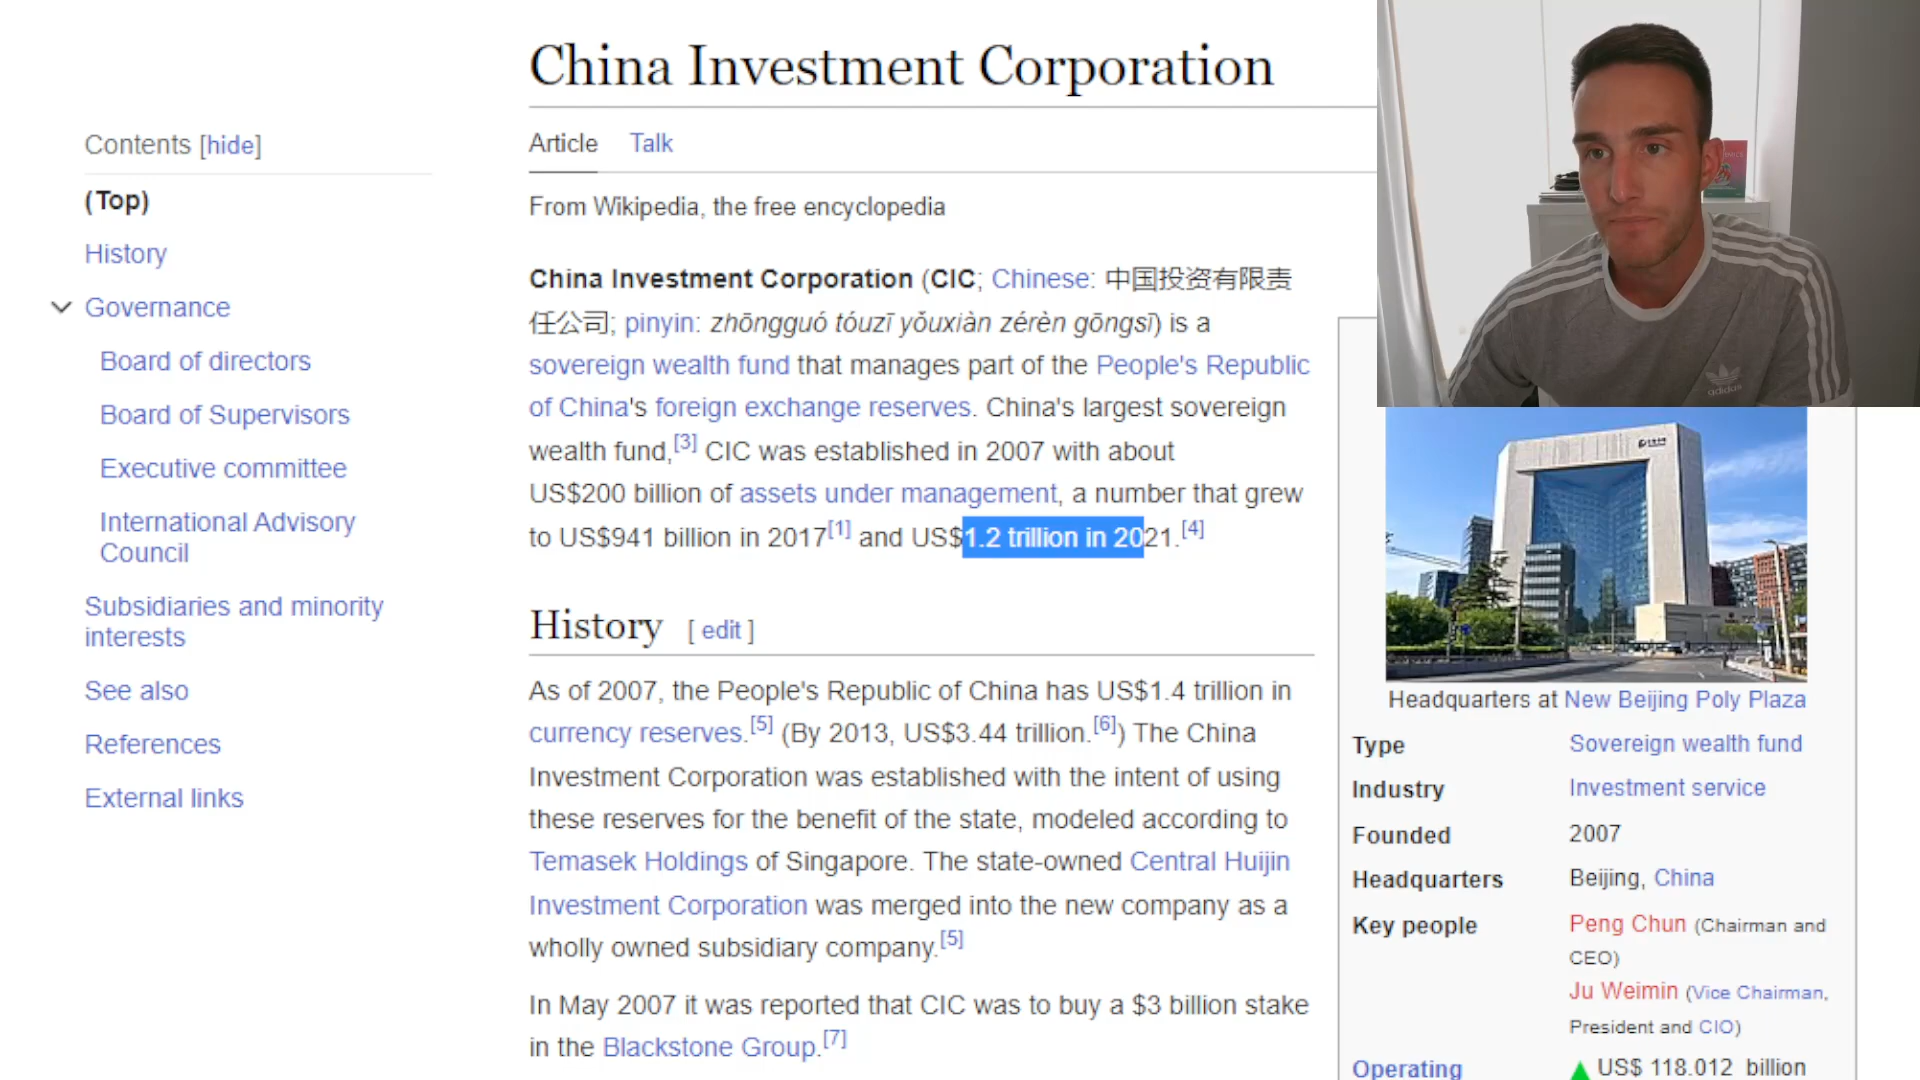 China Investment Corporation
Contents [hide]
(Top)
History
Governance
Board of directors
Board of Supervisors
Executive committee
International Advisory
Council
Subsidiaries and minority
interests
See also
References
External links
Article Talk
From Wikipedia, the free encyclopedia
China Investment Corporation (CIC; Chinese: 中国投资有限责
任公司; pinyin: zhōngguó tóuzī yǒuxiàn zérèn gōngsī) is a
sovereign wealth fund that manages part of the People's Republic
of China's foreign exchange reserves. China's largest sovereign
wealth fund,[3] CIC was established in 2007 with about
US$200 billion of assets under management, a number that grew
to US$941 billion in 2017[1] and US$1.2 trillion in 2021.[4]
History [ edit ]
As of 2007, the People's Republic of China has US$1.4 trillion in
currency reserves.[5] (By 2013, US$3.44 trillion.[6]) The China
Investment Corporation was established with the intent of using
these reserves for the benefit of the state, modeled according to
Temasek Holdings of Singapore. The state-owned Central Huijin
Investment Corporation was merged into the new company as a
wholly owned subsidiary company.[5]
In May 2007 it was reported that CIC was to buy a $3 billion stake
in the Blackstone Group.[7]
adidas
Headquarters at New Beijing Poly Plaza
Type Sovereign wealth fund
Industry Investment service
Founded 2007
Headquarters Beijing, China
Key people Peng Chun (Chairman and
CEO)
Ju Weimin (Vice Chairman,
President and CIO)
Operating ▲ US$ 118.012 billion